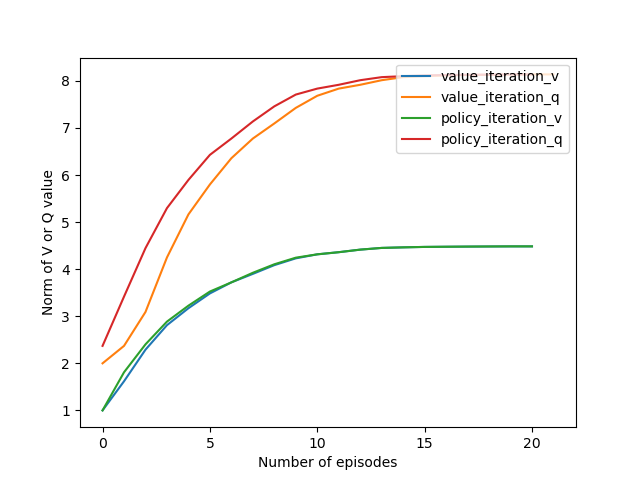 8
7
6
5
4
3
2
1
Norm of V or Q value
value_iteration_v
value_iteration_q
policy_iteration_v
policy_iteration_q
0 5 10 15 20
Number of episodes